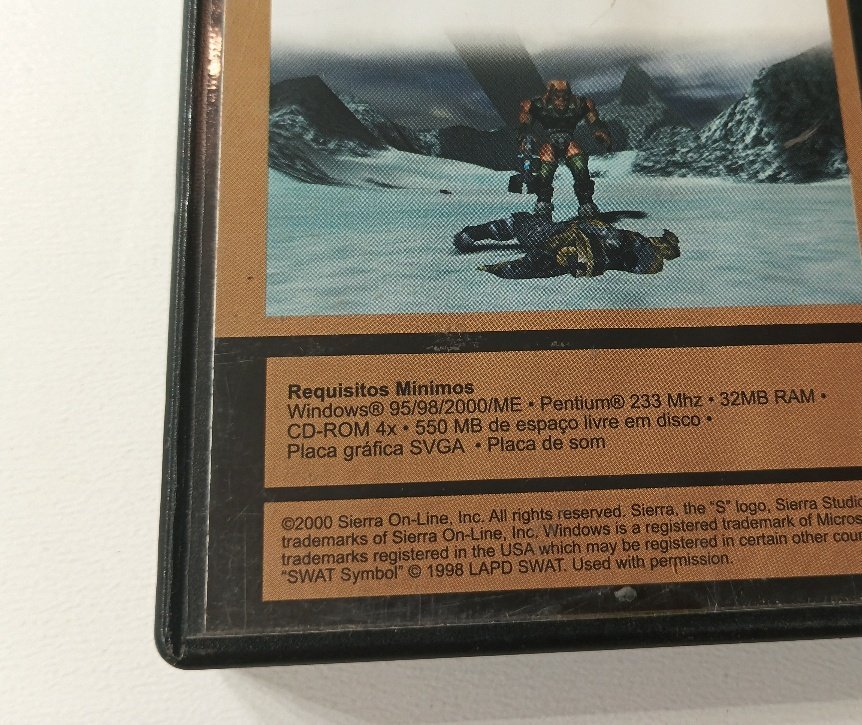 Requisitos Mínimos
Windows® 95/98/2000/ME • Pentium® 233 Mhz • 32MB RAM •
CD-ROM 4x • 550 MB de espaço livre em disco •
Placa gráfica SVGA • Placa de som
©2000 Sierra On-Line, Inc. All rights reserved. Sierra, the "S" logo, Sierra
trademarks of Sierra On-Line, Inc. Windows is a registered trademark of
trademarks registered in the USA which may be registered in certain other
"SWAT Symbol" © 1998 LAPD SWAT. Used with permission.